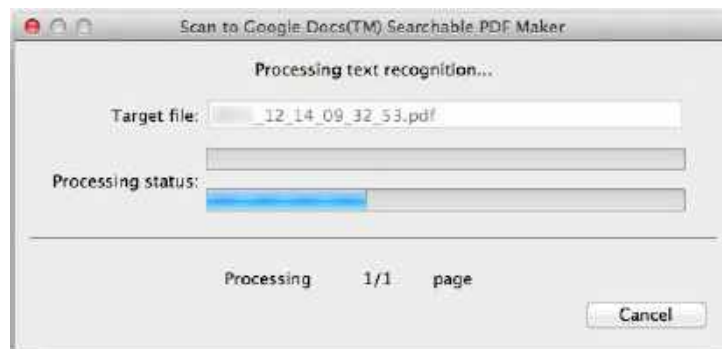 Scan to Google Docs(TM) Searchable PDF Maker
Processing text recognition...
Target file: _12_14_09_32_53.pdf
Processing status:
Processing 1/1 page
Cancel